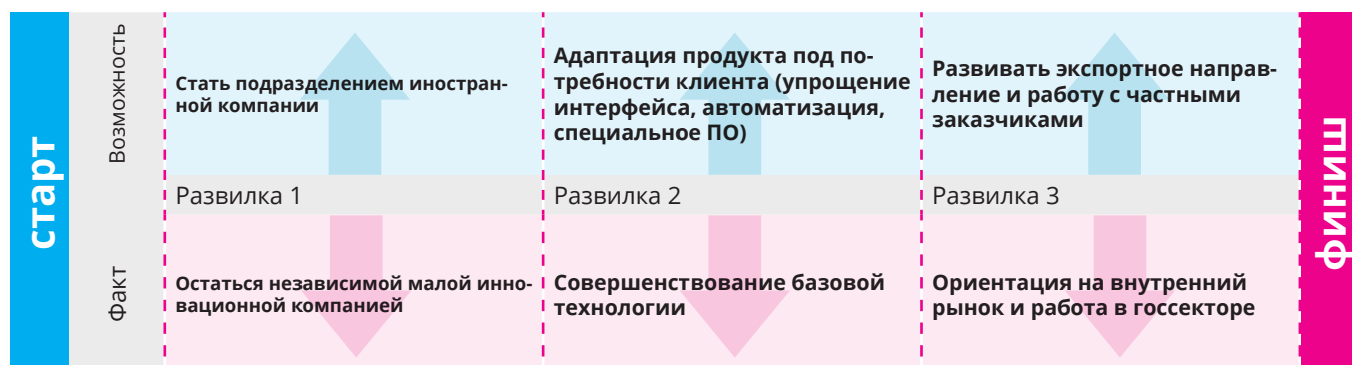 старт
Возможность
Стать подразделением иностран-
ной компании
Адаптация продукта под по-
требности клиента (упрощение
интерфейса, автоматизация,
специальное ПО)
Развивать экспортное направ-
ление и работу с частными
заказчиками
Развилка 1
Развилка 2
Развилка 3
Факт
Остаться независимой малой инно-
вационной компанией
Совершенствование базовой
технологии
Ориентация на внутренний
рынок и работа в госсекторе
финиш